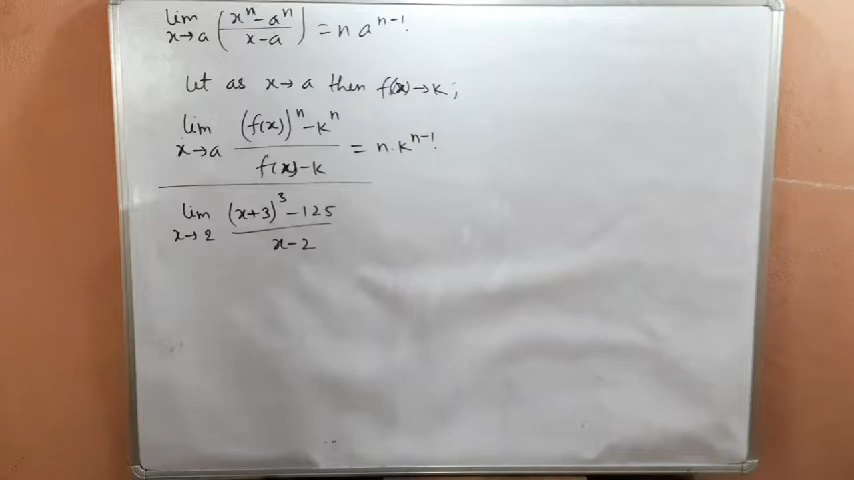 lim x→a (xⁿ - aⁿ / x - a) = n aⁿ⁻¹.
Let as x→a then f(x)→k;
lim x→a (f(x))ⁿ - kⁿ / f(x) - k = n.kⁿ⁻¹.
lim x→2 (x+3)³ - 125 / x - 2